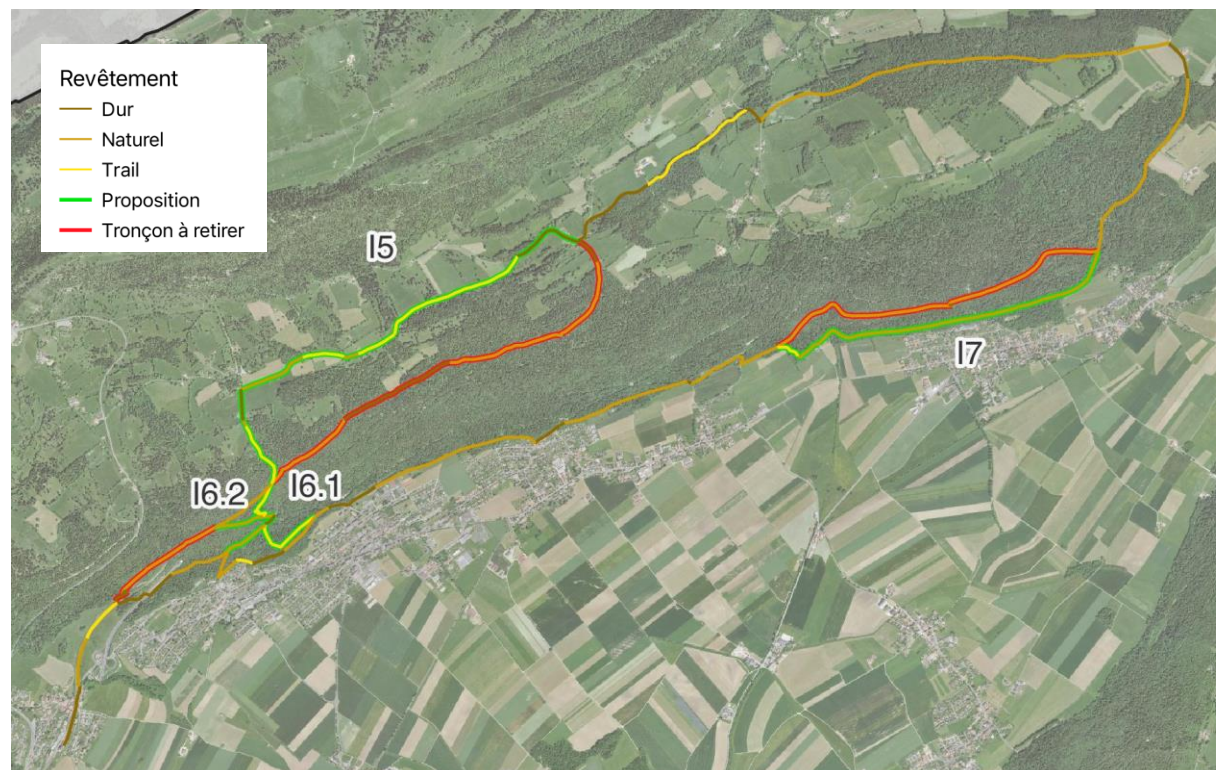 Revêtement
Dur
Naturel
Trail
Proposition
Tronçon à retirer
I5
I7
I6.2
I6.1